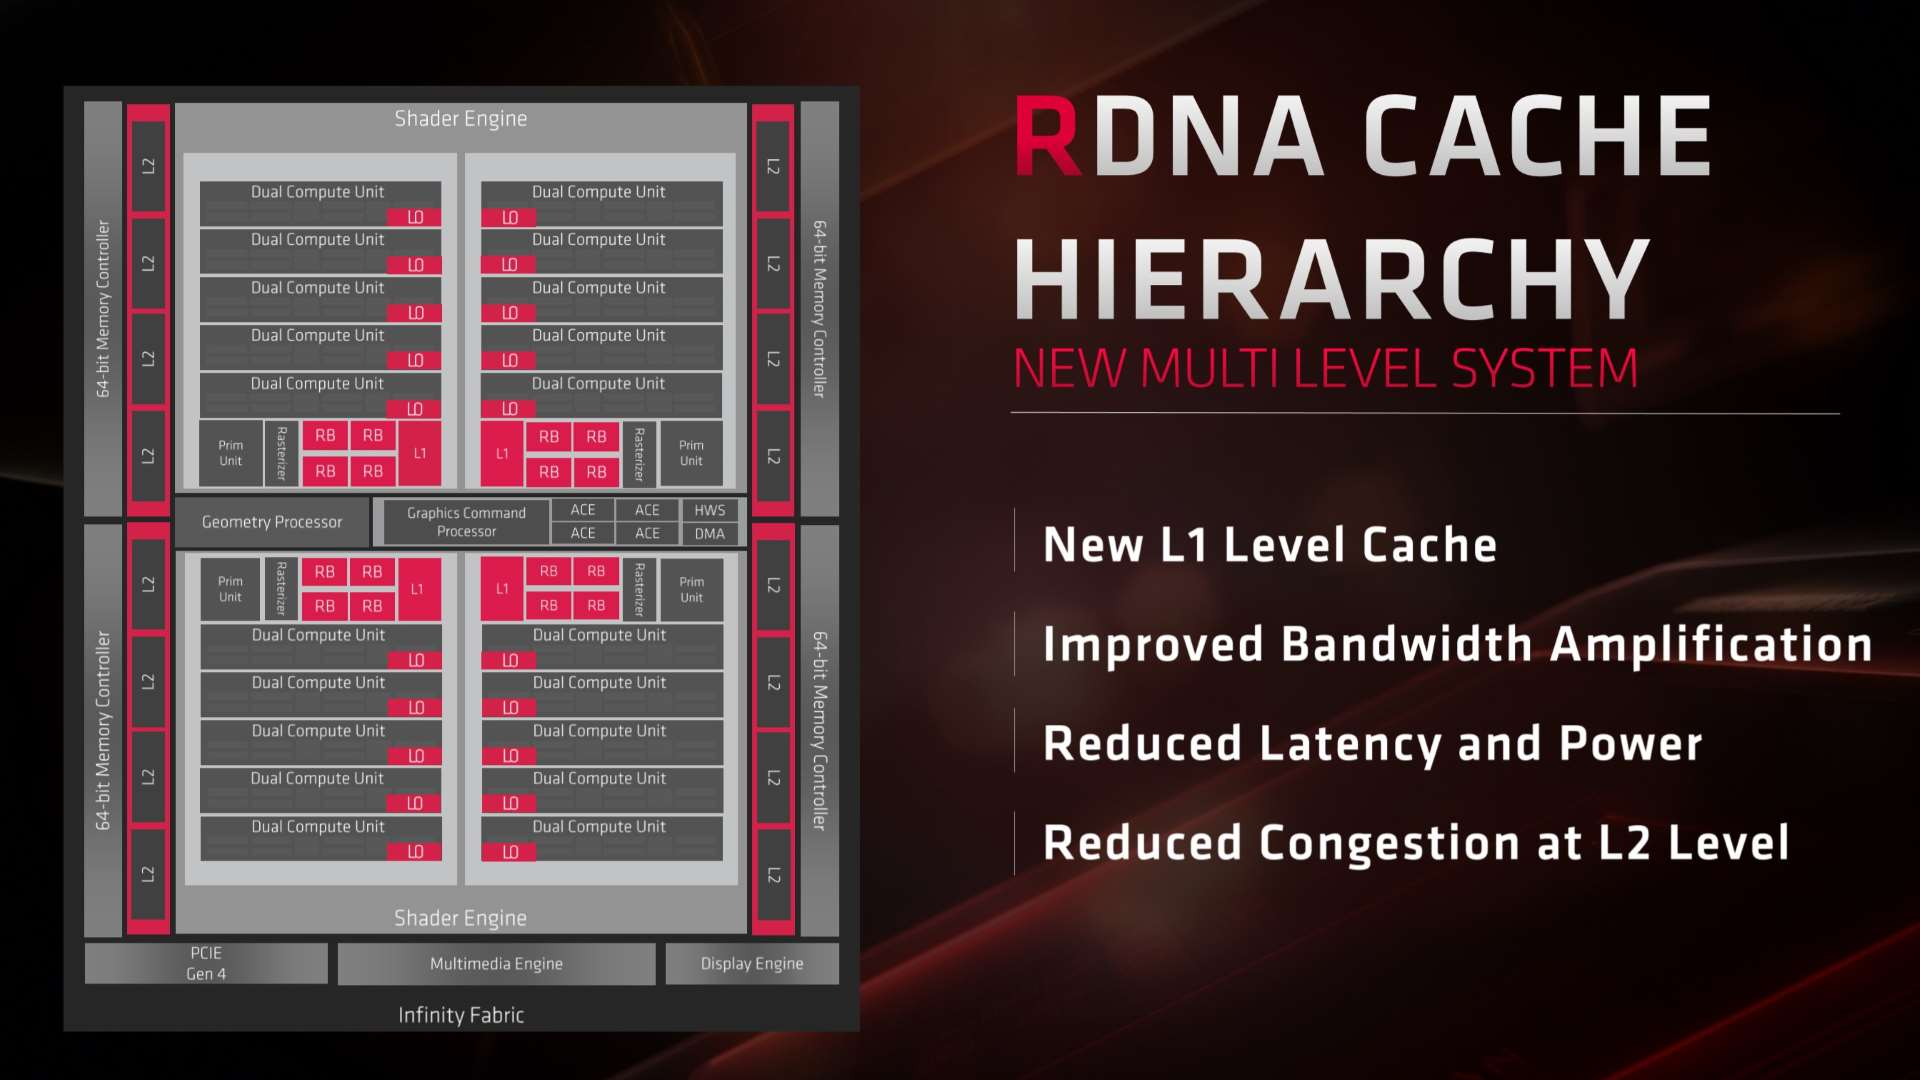 RDNA CACHE
HIERARCHY
NEW MULTI LEVEL SYSTEM
New L1 Level Cache
Improved Bandwidth Amplification
Reduced Latency and Power
Reduced Congestion at L2 Level
64-bit Memory Controller
64-bit Memory Controller
L2
L2
L2
L2
L2
L2
L2
L2
Shader Engine
Dual Compute Unit
L0
Dual Compute Unit
L0
Dual Compute Unit
L0
Dual Compute Unit
L0
Dual Compute Unit
L0
Prim
Unit
Rasterizer
RB RB
RB RB
L1
Dual Compute Unit
L0
Dual Compute Unit
L0
Dual Compute Unit
L0
Dual Compute Unit
L0
Dual Compute Unit
L0
L1
RB RB
RB RB
Rasterizer
Prim
Unit
Geometry Processor
Graphics Command
Processor
ACE ACE HWS
ACE ACE DMA
Prim
Unit
Rasterizer
RB RB
RB RB
L1
Dual Compute Unit
L0
Dual Compute Unit
L0
Dual Compute Unit
L0
Dual Compute Unit
L0
Dual Compute Unit
L0
L1
RB RB
RB RB
Rasterizer
Prim
Unit
Dual Compute Unit
L0
Dual Compute Unit
L0
Dual Compute Unit
L0
Dual Compute Unit
L0
Dual Compute Unit
L0
Shader Engine
L2
L2
L2
L2
L2
L2
L2
L2
64-bit Memory Controller
64-bit Memory Controller
PCIE
Gen 4
Multimedia Engine
Display Engine
Infinity Fabric